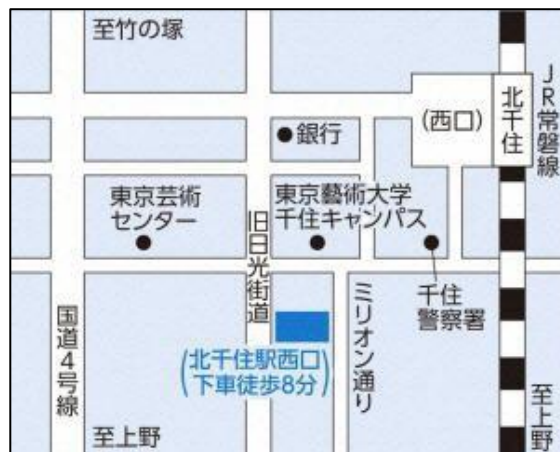 至竹の塚
JR常磐線
北千住
(西口)
銀行
東京芸術
センター
東京藝術大学
千住キャンパス
旧日光街道
千住
警察署
ミリオン通り
国道4号線
(北千住駅西口
下車徒歩8分)
至上野
至上野